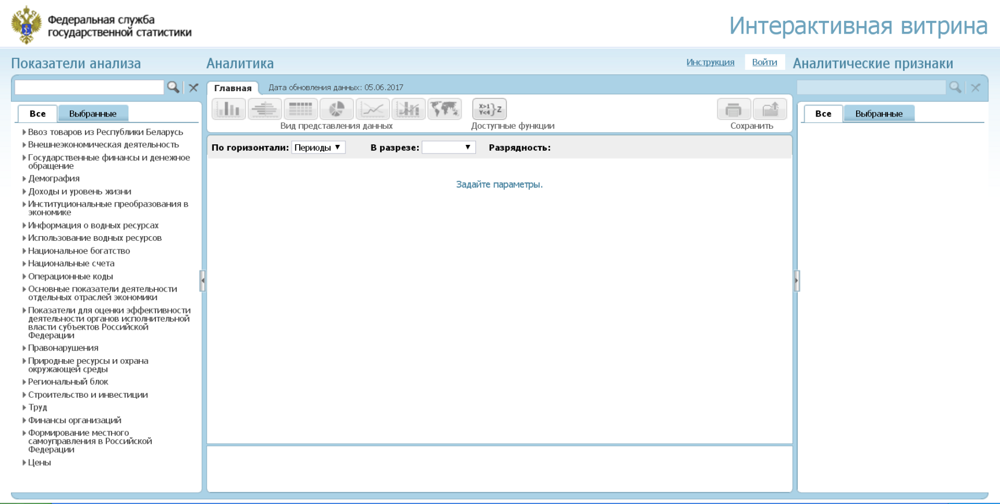 Федеральная служба
государственной статистики
Интерактивная витрина
Показатели анализа
Аналитика
Инструкция
Войти
Аналитические признаки
Главная
Дата обновления данных: 05.06.2017
Все
Выбранные
Ввоз товаров из Республики Беларусь
Внешнеэкономическая деятельность
Государственные финансы и денежное
обращение
Демография
Доходы и уровень жизни
Институциональные преобразования в
экономике
Информация о водных ресурсах
Использование водных ресурсов
Национальное богатство
Национальные счета
Операционные коды
Основные показатели деятельности
отдельных отраслей экономики
Показатели для оценки эффективности
деятельности органов исполнительной
власти субъектов Российской
Федерации
Правонарушения
Природные ресурсы и охрана
окружающей среды
Региональный блок
Строительство и инвестиции
Труд
Финансы организаций
Формирование местного
самоуправления в Российской
Федерации
Цены
X>1
Y<4 }Z
Вид представления данных
Доступные функции
Сохранить
По горизонтали: Периоды
В разрезе:
Разрядность:
Задайте параметры.
Все
Выбранные